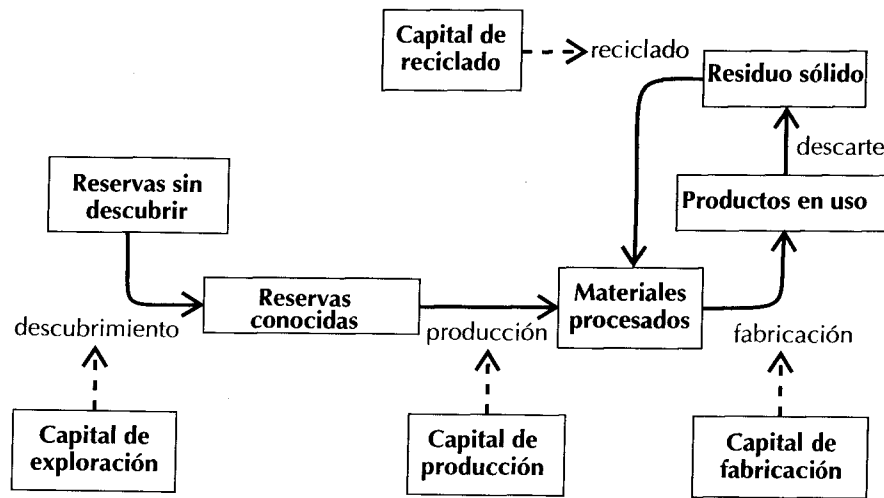 Capital de
reciclado
reciclado
Residuo sólido
descarte
Reservas sin
descubrir
Productos en uso
Reservas
conocidas
Materiales
procesados
descubrimiento
producción
fabricación
Capital de
exploración
Capital de
producción
Capital de
fabricación